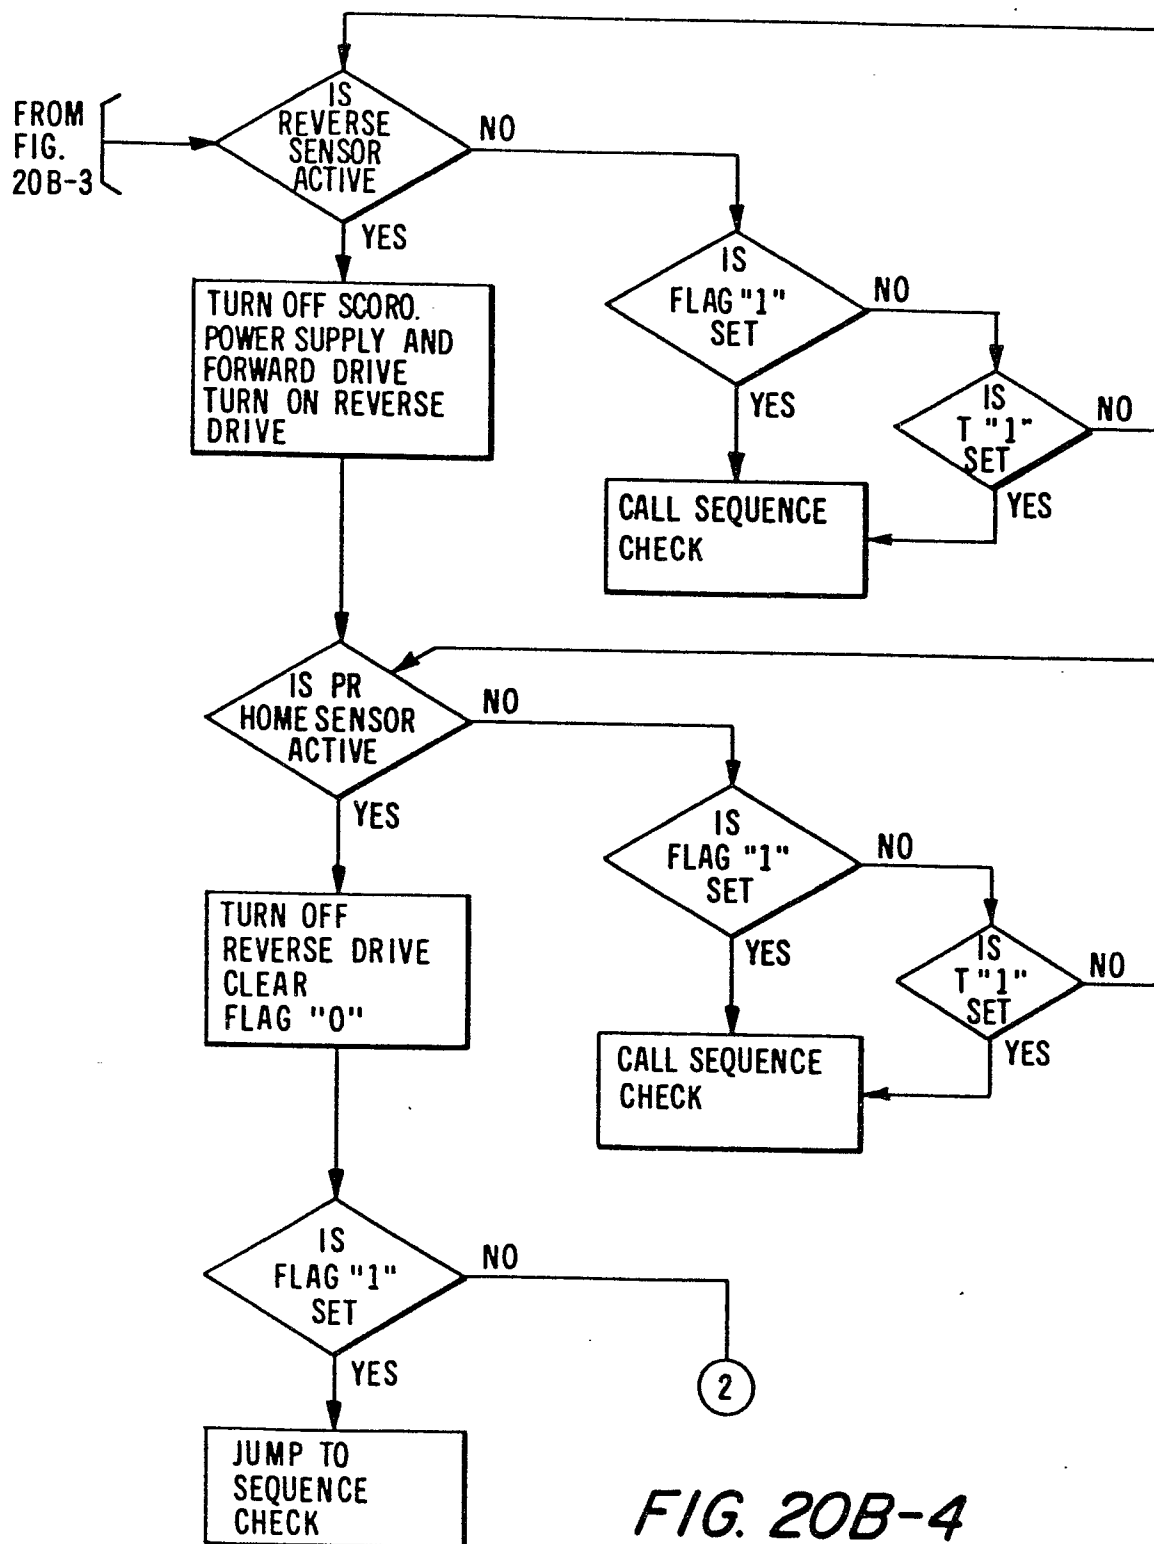 FROM
FIG.
20B-3
IS
REVERSE
SENSOR
ACTIVE
NO
YES
TURN OFF SCORO.
POWER SUPPLY AND
FORWARD DRIVE
TURN ON REVERSE
DRIVE
IS
FLAG "1"
SET
NO
YES
IS
T "1"
SET
NO
YES
CALL SEQUENCE
CHECK
IS PR
HOME SENSOR
ACTIVE
NO
YES
IS
FLAG "1"
SET
NO
YES
IS
T "1"
SET
NO
YES
CALL SEQUENCE
CHECK
TURN OFF
REVERSE DRIVE
CLEAR
FLAG "0"
IS
FLAG "1"
SET
NO
YES
2
JUMP TO
SEQUENCE
CHECK
FIG. 20B-4